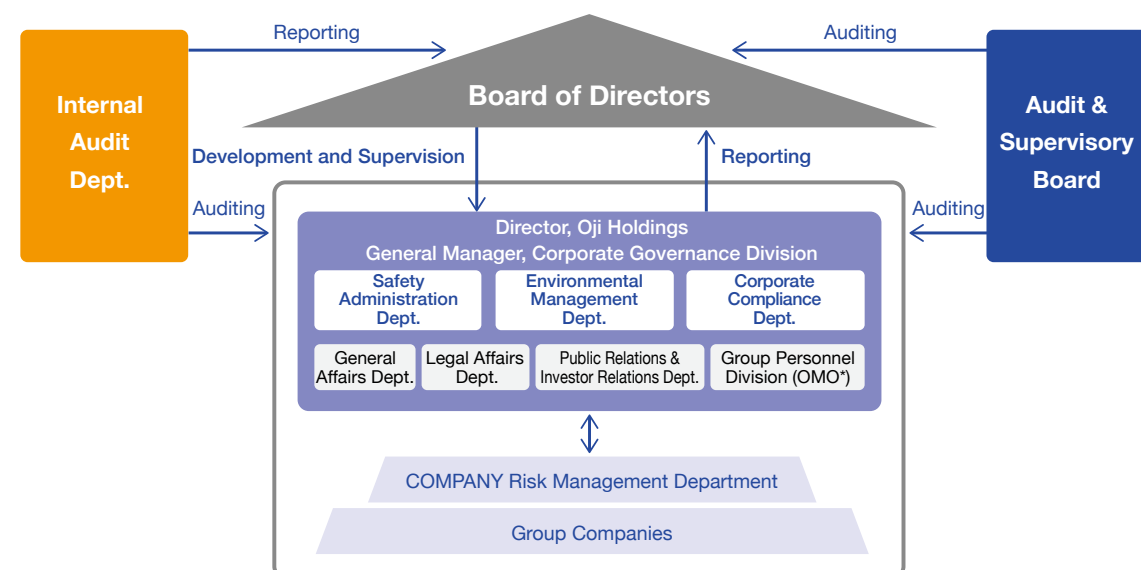 Reporting
Auditing
Internal
Audit
Dept.
Board of Directors
Audit &
Supervisory
Board
Development and Supervision
Reporting
Auditing
Auditing
Director, Oji Holdings
General Manager, Corporate Governance Division
Safety
Administration
Dept.
Environmental
Management
Dept.
Corporate
Compliance
Dept.
General
Affairs Dept.
Legal Affairs
Dept.
Public Relations &
Investor Relations Dept.
Group Personnel
Division (OMO*)
COMPANY Risk Management Department
Group Companies